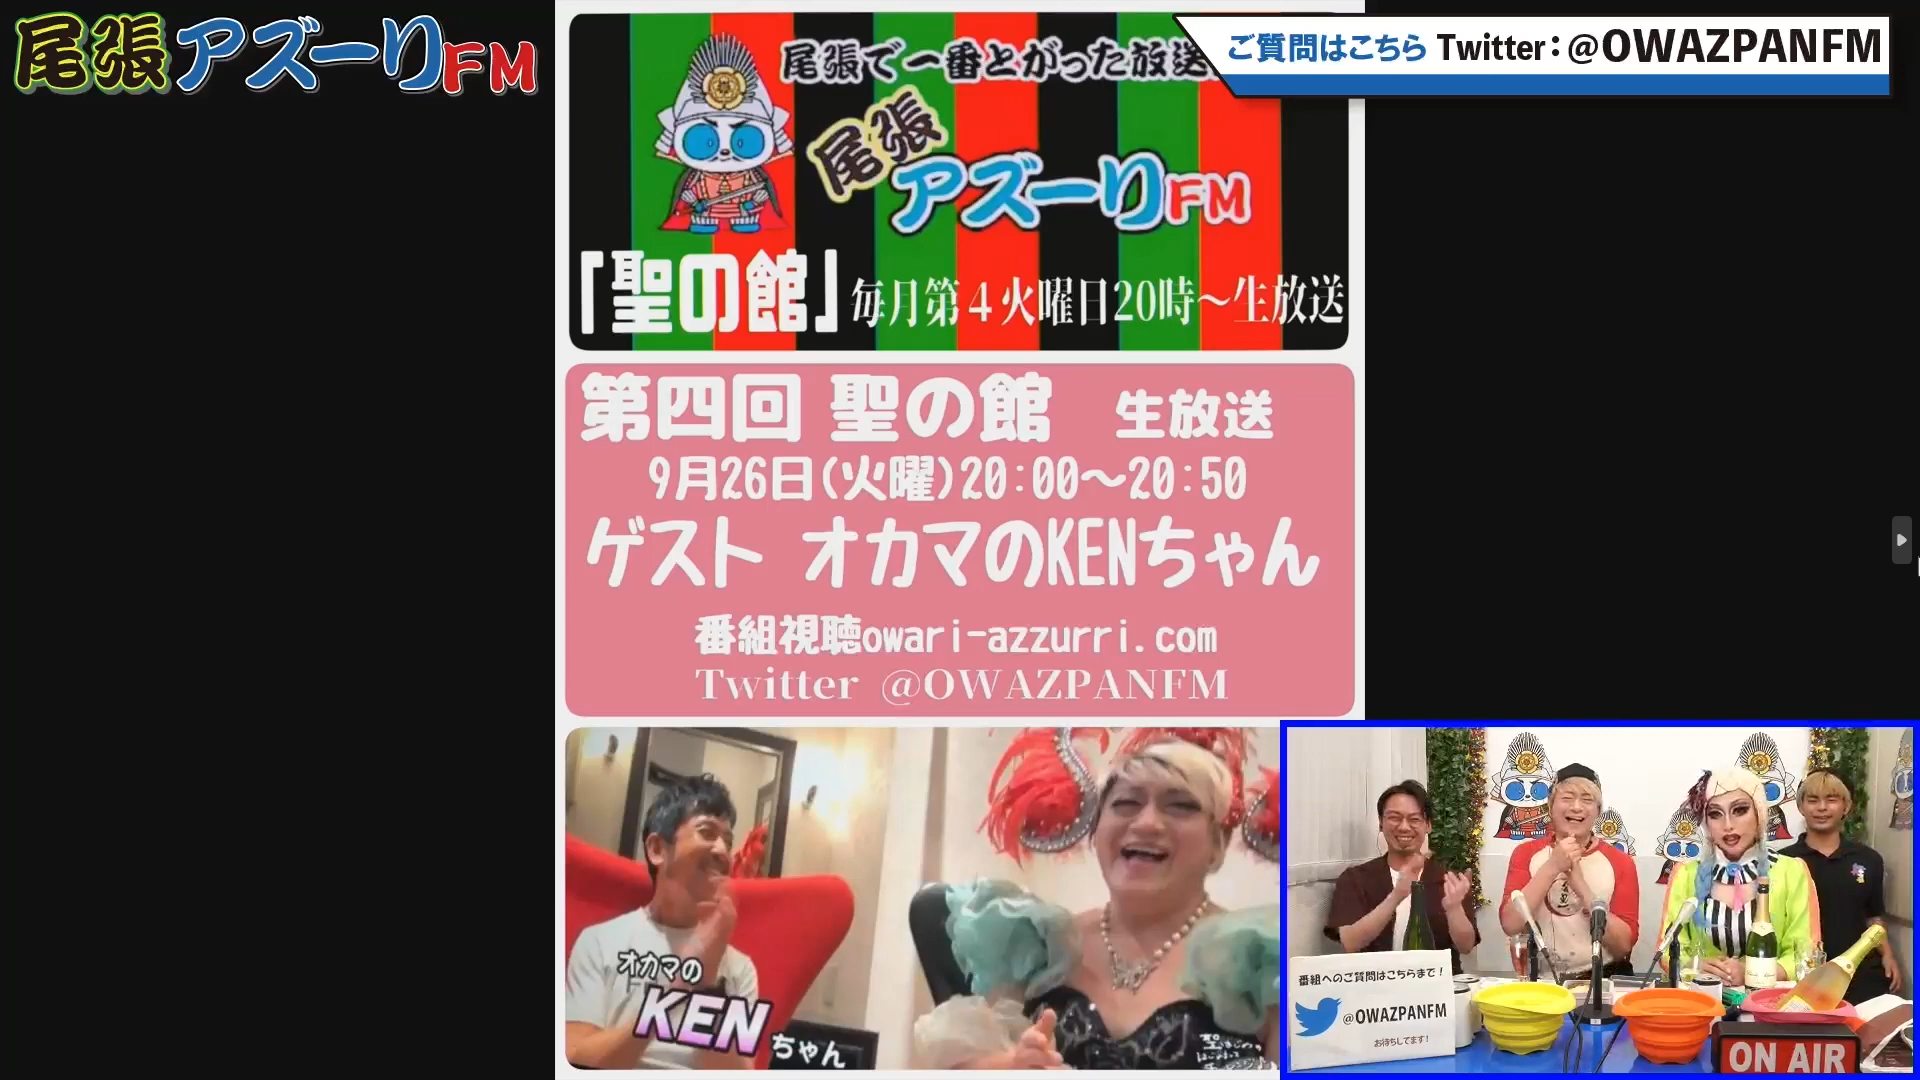 尾張アズーリFM
ご質問はこちら Twitter：@OWAZPANFM
尾張で一番とがった放送
尾張
アズーリFM
「聖の館」毎月第４火曜日20時～生放送
第四回 聖の館 生放送
9月26日(火曜)20:00～20:50
ゲスト オカマのKENちゃん
番組視聴owari-azzurri.com
Twitter @OWAZPANFM
オカマの
KEN
ちゃん
番組へのご質問はこちらまで！
@OWAZPANFM
お待ちしてます！
ON AIR